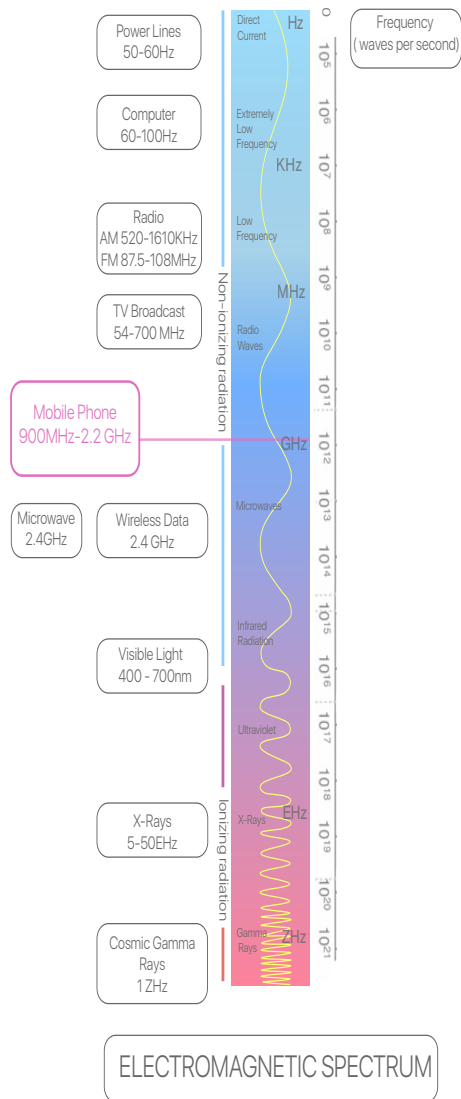 Power Lines
50-60Hz
Computer
60-100Hz
Radio
AM 520-1610KHz
FM 87.5-108MHz
TV Broadcast
54-700 MHz
Mobile Phone
900MHz-2.2 GHz
Microwave
2.4GHz
Wireless Data
2.4 GHz
Visible Light
400 - 700nm
X-Rays
5-50EHz
Cosmic Gamma
Rays
1 ZHz
Non-ionizing radiation
Ionizing radiation
Direct
Current
Hz
Extremely
Low
Frequency
KHz
Low
Frequency
MHz
Radio
Waves
GHz
Microwaves
Infrared
Radiation
Ultraviolet
X-Rays
EHz
Gamma
Rays
ZHz
Frequency
( waves per second)
0
10⁵
10⁶
10⁷
10⁸
10⁹
10¹⁰
10¹¹
10¹²
10¹³
10¹⁴
10¹⁵
10¹⁶
10¹⁷
10¹⁸
10¹⁹
10²⁰
10²¹
ELECTROMAGNETIC SPECTRUM